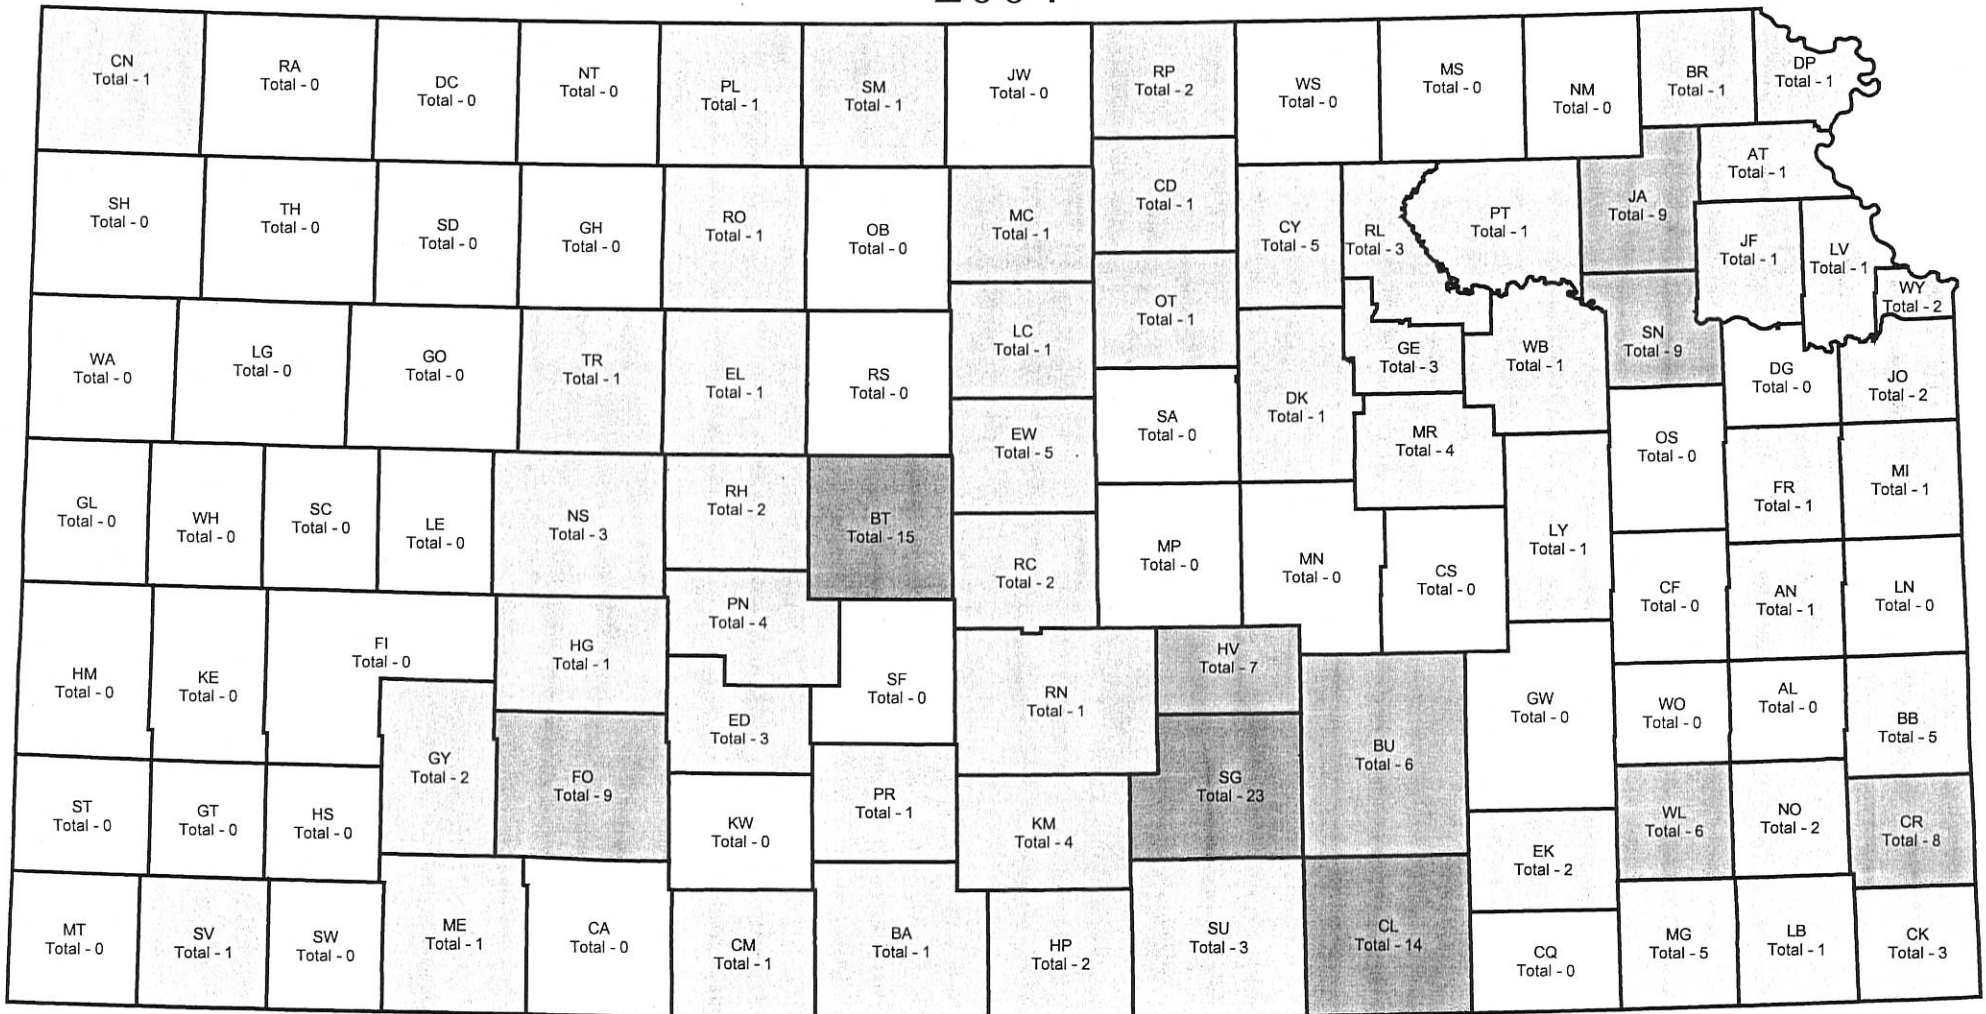 CN
Total - 1
RA
Total - 0
DC
Total - 0
NT
Total - 0
PL
Total - 1
SM
Total - 1
JW
Total - 0
RP
Total - 2
WS
Total - 0
MS
Total - 0
NM
Total - 0
BR
Total - 1
DP
Total - 1
SH
Total - 0
TH
Total - 0
SD
Total - 0
GH
Total - 0
RO
Total - 1
OB
Total - 0
MC
Total - 1
CD
Total - 1
CY
Total - 5
RL
Total - 3
PT
Total - 1
JA
Total - 9
AT
Total - 1
JF
Total - 1
LV
Total - 1
WY
Total - 2
WA
Total - 0
LG
Total - 0
GO
Total - 0
TR
Total - 1
EL
Total - 1
RS
Total - 0
LC
Total - 1
OT
Total - 1
SA
Total - 0
DK
Total - 1
GE
Total - 3
WB
Total - 1
SN
Total - 9
DG
Total - 0
JO
Total - 2
GL
Total - 0
WH
Total - 0
SC
Total - 0
LE
Total - 0
NS
Total - 3
RH
Total - 2
BT
Total - 15
EW
Total - 5
RC
Total - 2
MP
Total - 0
MN
Total - 0
MR
Total - 4
CS
Total - 0
LY
Total - 1
OS
Total - 0
FR
Total - 1
MI
Total - 1
CF
Total - 0
AN
Total - 1
LN
Total - 0
HM
Total - 0
KE
Total - 0
FI
Total - 0
HG
Total - 1
PN
Total - 4
ED
Total - 3
SF
Total - 0
RN
Total - 1
HV
Total - 7
BU
Total - 6
GW
Total - 0
WO
Total - 0
AL
Total - 0
BB
Total - 5
ST
Total - 0
GT
Total - 0
HS
Total - 0
GY
Total - 2
FO
Total - 9
KW
Total - 0
PR
Total - 1
KM
Total - 4
SG
Total - 23
EK
Total - 2
WL
Total - 6
NO
Total - 2
CR
Total - 8
MT
Total - 0
SV
Total - 1
SW
Total - 0
ME
Total - 1
CA
Total - 0
CM
Total - 1
BA
Total - 1
HP
Total - 2
SU
Total - 3
CL
Total - 14
CQ
Total - 0
MG
Total - 5
LB
Total - 1
CK
Total - 3